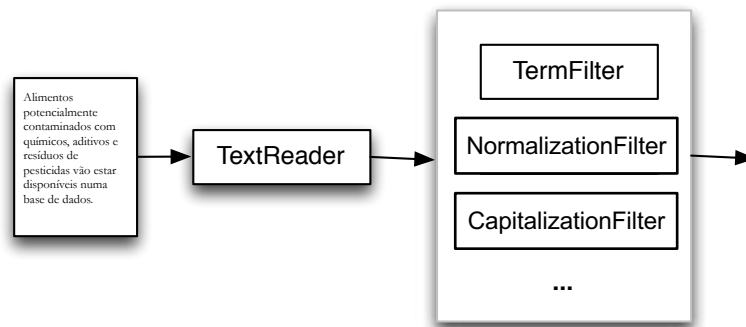 Alimentos
potencialmente
contaminados com
químicos, aditivos e
resíduos de
pesticidas vão estar
disponíveis numa
base de dados.
TextReader
TermFilter
NormalizationFilter
CapitalizationFilter
...